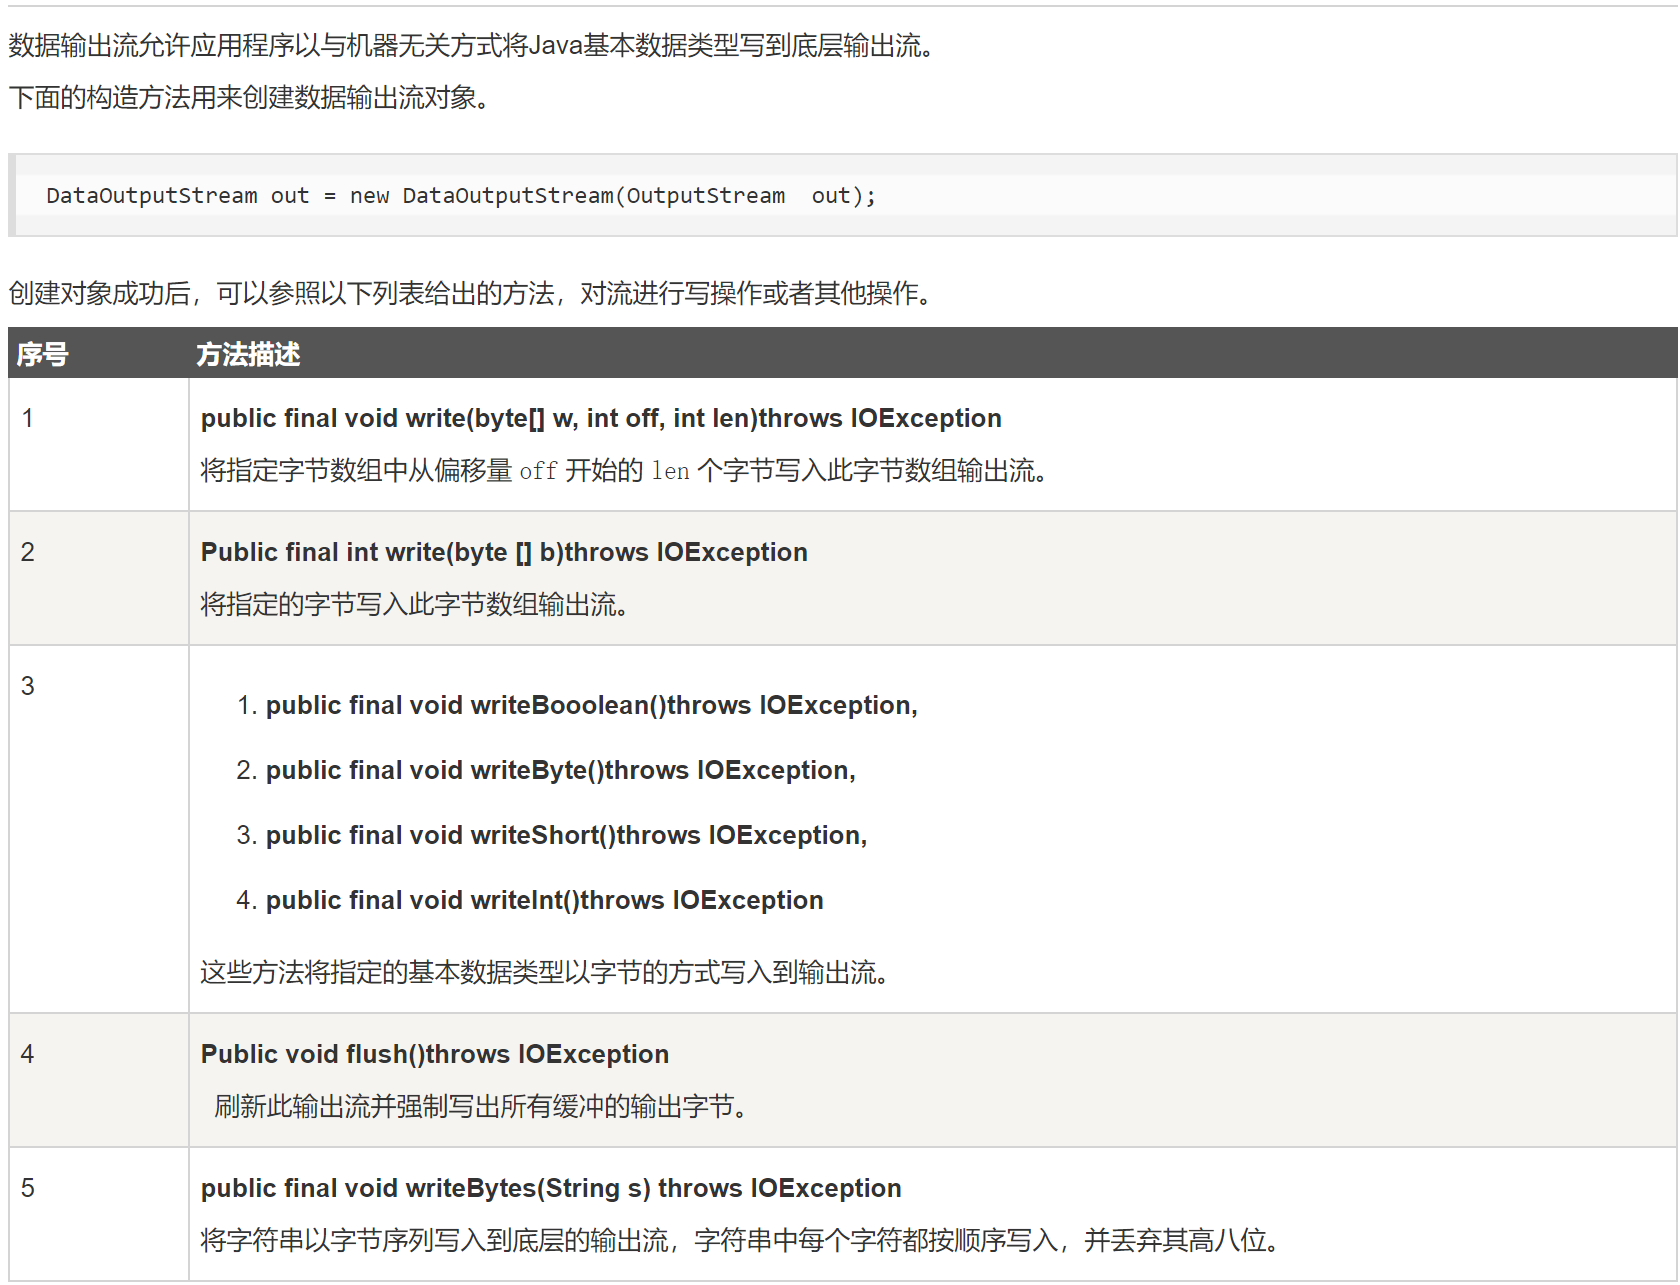 数据输出流允许应用程序以与机器无关方式将Java基本数据类型写到底层输出流。
下面的构造方法用来创建数据输出流对象。
DataOutputStream out = new DataOutputStream(OutputStream  out);
创建对象成功后，可以参照以下列表给出的方法，对流进行写操作或者其他操作。
序号 方法描述
1 public final void write(byte[] w, int off, int len)throws IOException
将指定字节数组中从偏移量 off 开始的 len 个字节写入此字节数组输出流。
2 Public final int write(byte [] b)throws IOException
将指定的字节写入此字节数组输出流。
3
1. public final void writeBooolean()throws IOException,
2. public final void writeByte()throws IOException,
3. public final void writeShort()throws IOException,
4. public final void writeInt()throws IOException
这些方法将指定的基本数据类型以字节的方式写入到输出流。
4 Public void flush()throws IOException
刷新此输出流并强制写出所有缓冲的输出字节。
5 public final void writeBytes(String s) throws IOException
将字符串以字节序列写入到底层的输出流，字符串中每个字符都按顺序写入，并丢弃其高八位。